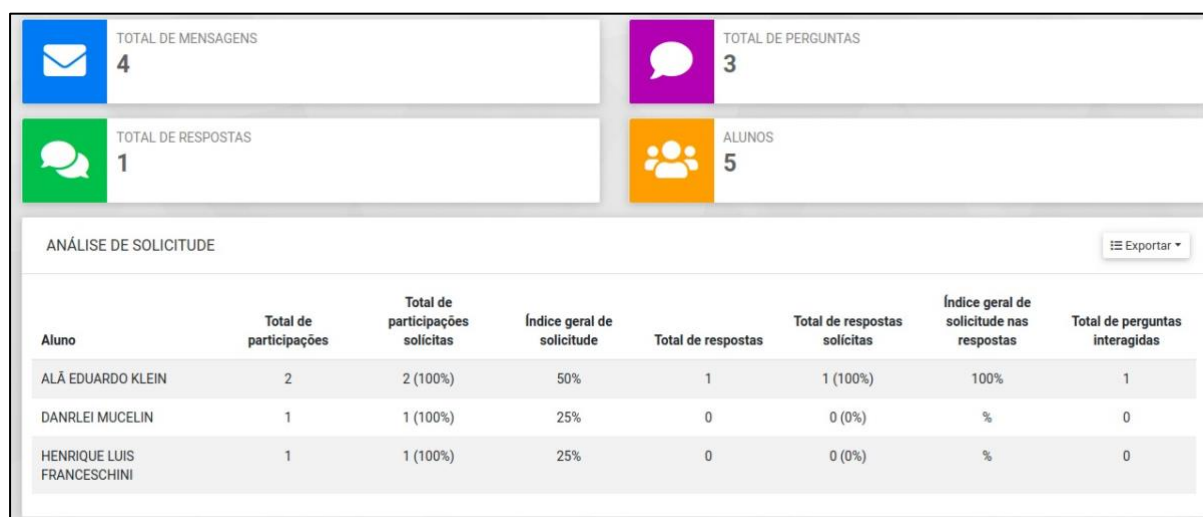 TOTAL DE MENSAGENS
4
TOTAL DE PERGUNTAS
3
TOTAL DE RESPOSTAS
1
ALUNOS
5
ANÁLISE DE SOLICITUDE
Exportar
Aluno
Total de
participações
Total de
participações
solícitas
Índice geral de
solicitude
Total de respostas
Total de respostas
solícitas
Índice geral de
solicitude nas
respostas
Total de perguntas
interagidas
ALÃ EDUARDO KLEIN 2 2 (100%) 50% 1 1 (100%) 100% 1
DANRLEI MUCELIN 1 1 (100%) 25% 0 0 (0%) % 0
HENRIQUE LUIS
FRANCESCHINI
1 1 (100%) 25% 0 0 (0%) % 0